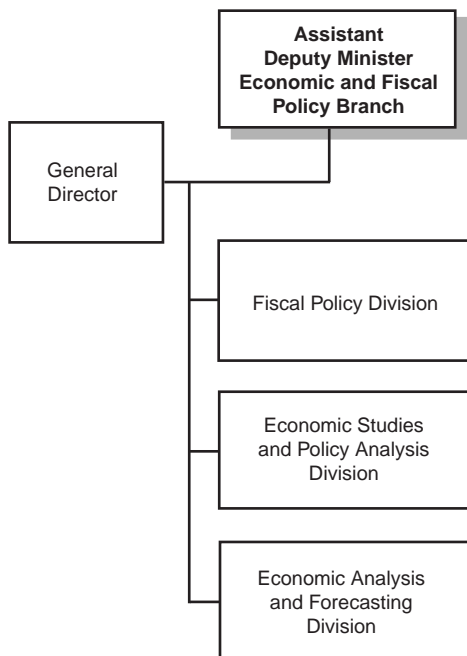 Assistant
Deputy Minister
Economic and Fiscal
Policy Branch
General
Director
Fiscal Policy Division
Economic Studies
and Policy Analysis
Division
Economic Analysis
and Forecasting
Division